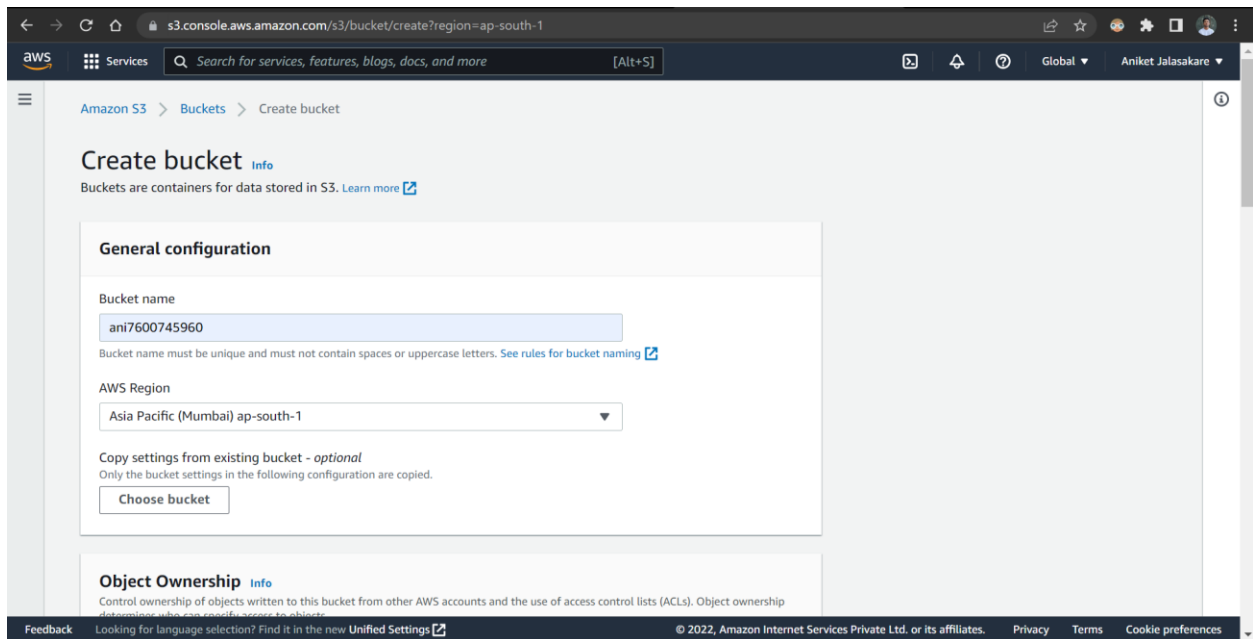 s3.console.aws.amazon.com/s3/bucket/create?region=ap-south-1
aws Services Search for services, features, blogs, docs, and more [Alt+S] Global Aniket Jalasakare
Amazon S3 > Buckets > Create bucket
Create bucket Info
Buckets are containers for data stored in S3. Learn more
General configuration
Bucket name
ani7600745960
Bucket name must be unique and must not contain spaces or uppercase letters. See rules for bucket naming
AWS Region
Asia Pacific (Mumbai) ap-south-1
Copy settings from existing bucket - optional
Only the bucket settings in the following configuration are copied.
Choose bucket
Object Ownership Info
Control ownership of objects written to this bucket from other AWS accounts and the use of access control lists (ACLs). Object ownership
determines who can specify access to objects.
Feedback Looking for language selection? Find it in the new Unified Settings © 2022, Amazon Internet Services Private Ltd. or its affiliates. Privacy Terms Cookie preferences